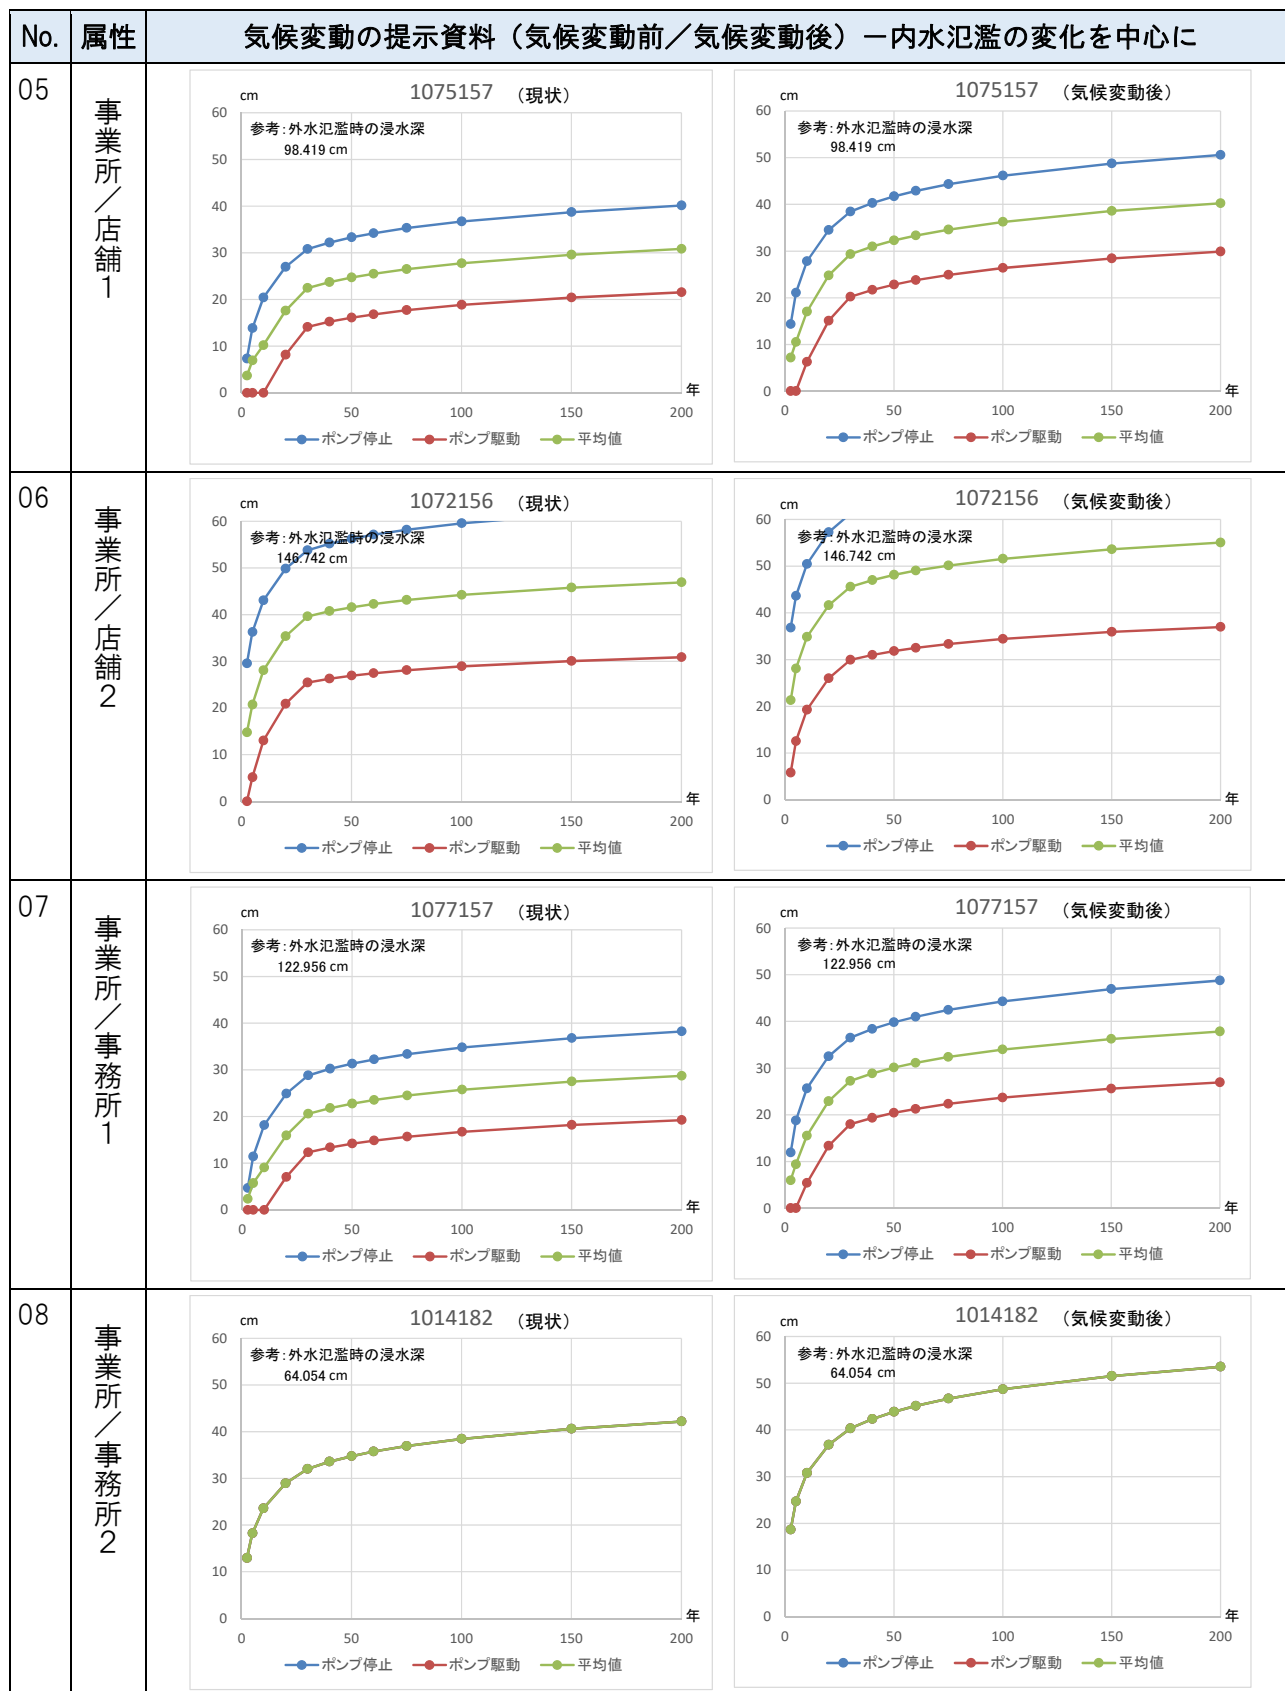 No. 属性 気候変動の提示資料（気候変動前／気候変動後）－内水氾濫の変化を中心に
05
事業所／店舗1
cm 1075157 （現状）
参考：外水氾濫時の浸水深
98.419 cm
60
50
40
30
20
10
0
年
0 50 100 150 200
ポンプ停止 ポンプ駆動 平均値
cm 1075157 （気候変動後）
参考：外水氾濫時の浸水深
98.419 cm
60
50
40
30
20
10
0
年
0 50 100 150 200
ポンプ停止 ポンプ駆動 平均値
06
事業所／店舗2
cm 1072156 （現状）
参考：外水氾濫時の浸水深
146.742 cm
60
50
40
30
20
10
0
年
0 50 100 150 200
ポンプ停止 ポンプ駆動 平均値
cm 1072156 （気候変動後）
参考：外水氾濫時の浸水深
146.742 cm
60
50
40
30
20
10
0
年
0 50 100 150 200
ポンプ停止 ポンプ駆動 平均値
07
事業所／事務所1
cm 1077157 （現状）
参考：外水氾濫時の浸水深
122.956 cm
60
50
40
30
20
10
0
年
0 50 100 150 200
ポンプ停止 ポンプ駆動 平均値
cm 1077157 （気候変動後）
参考：外水氾濫時の浸水深
122.956 cm
60
50
40
30
20
10
0
年
0 50 100 150 200
ポンプ停止 ポンプ駆動 平均値
08
事業所／事務所2
cm 1014182 （現状）
参考：外水氾濫時の浸水深
64.054 cm
60
50
40
30
20
10
0
年
0 50 100 150 200
ポンプ停止 ポンプ駆動 平均値
cm 1014182 （気候変動後）
参考：外水氾濫時の浸水深
64.054 cm
60
50
40
30
20
10
0
年
0 50 100 150 200
ポンプ停止 ポンプ駆動 平均値